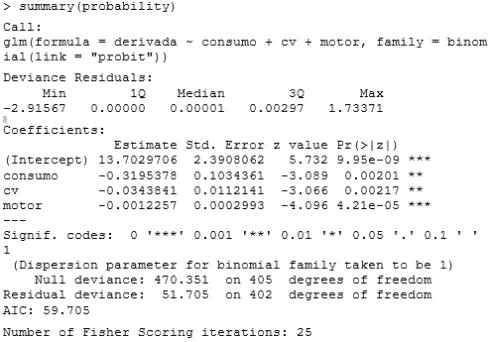 > summary(probability)
Call:
glm(formula = derivada ~ consumo + cv + motor, family = binom
ial(link = "probit"))
Deviance Residuals:
Min 1Q Median 3Q Max
-2.91567 0.00000 0.00001 0.00297 1.73371
Coefficients:
Estimate Std. Error z value Pr(>|z|)
(Intercept) 13.7029706 2.3908062 5.732 9.95e-09 ***
consumo -0.3195378 0.1034361 -3.089 0.00201 **
cv -0.0343841 0.0112141 -3.066 0.00217 **
motor -0.0012257 0.0002993 -4.096 4.21e-05 ***
---
Signif. codes: 0 '***' 0.001 '**' 0.01 '*' 0.05 '.' 0.1 ' '
1
(Dispersion parameter for binomial family taken to be 1)
Null deviance: 470.351 on 405 degrees of freedom
Residual deviance: 51.705 on 402 degrees of freedom
AIC: 59.705
Number of Fisher Scoring iterations: 25